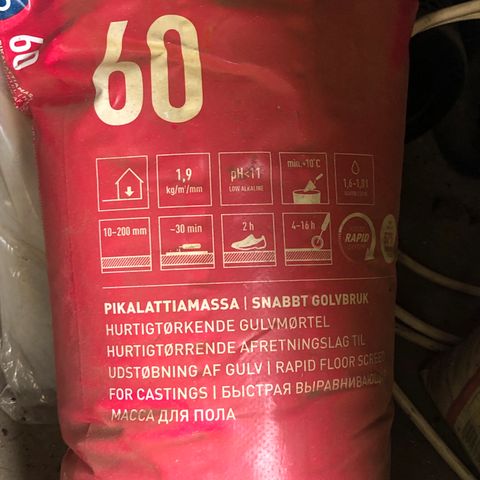 60
60
1,9
kg/m²/mm
pH<11
LOW ALKALINE
min.+10°C
10–200 mm
~30 min
2 h
4–16 h
RAPID
PIKALATTIAMASSA | SNABBT GOLVBRUK
HURTIGTØRKENDE GULVMØRTEL
HURTIGTØRRENDE AFRETNINGSLAG TIL
UDSTØBNING AF GULV | RAPID FLOOR SCREED
FOR CASTINGS | БЫСТРАЯ ВЫРАВНИВАЮЩ
МАССА ДЛЯ ПОЛА